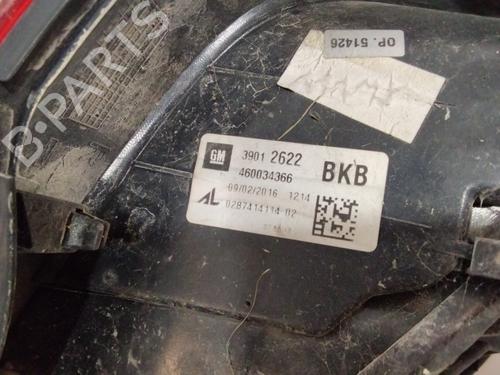 OP. 51426
B-PARTS
GM 3901 2622
460034366 BKB
09/02/2016 1214
AL 0287414114-02